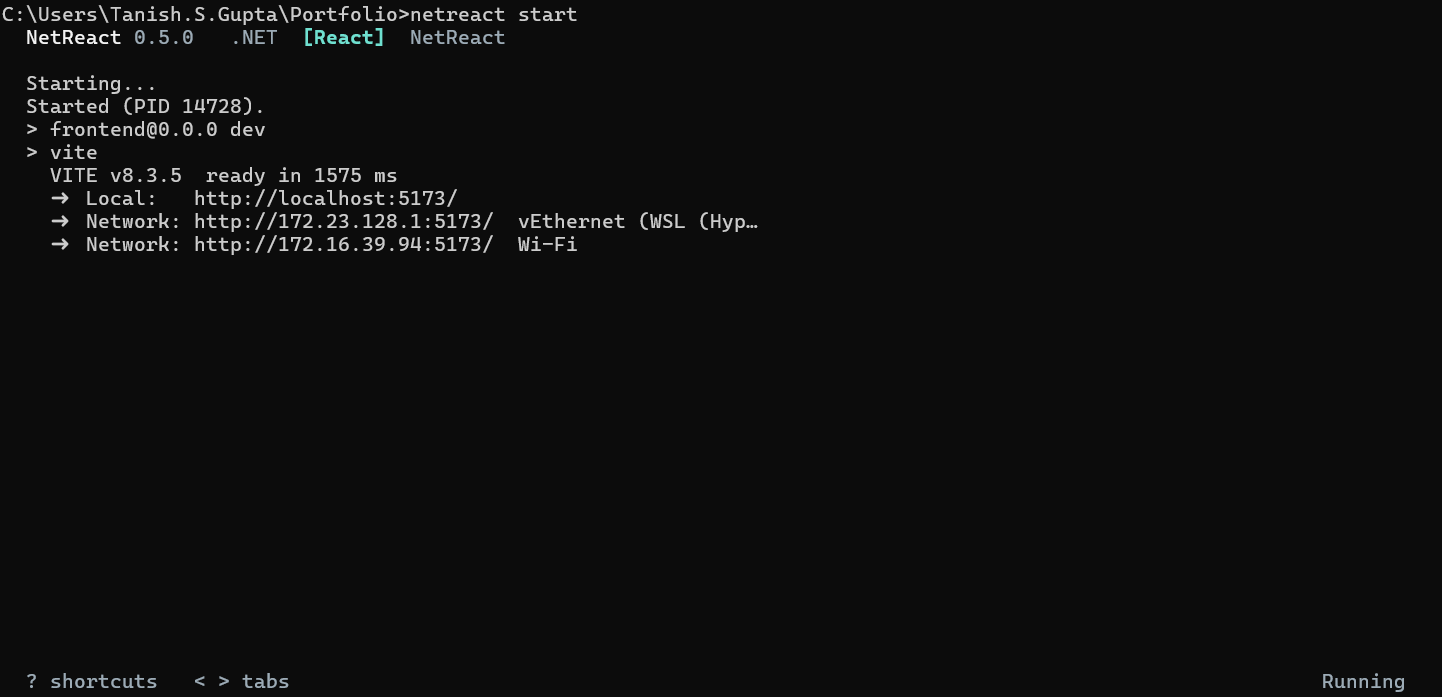 C:\Users\Tanish.S.Gupta\Portfolio>netreact start
NetReact 0.5.0   .NET  [React]  NetReact
Starting...
Started (PID 14728).
> frontend@0.0.0 dev
> vite
VITE v8.3.5  ready in 1575 ms
➜ Local:   http://localhost:5173/
➜ Network: http://172.23.128.1:5173/  vEthernet (WSL (Hyp…
➜ Network: http://172.16.39.94:5173/  Wi-Fi
? shortcuts   < > tabs   Running